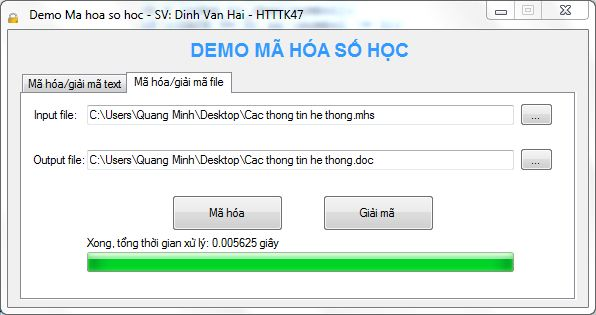 Demo Ma hoa so hoc - SV: Dinh Van Hai - HTTTK47
DEMO MÃ HÓA SỐ HỌC
Mã hóa/giải mã text Mã hóa/giải mã file
Input file: C:\Users\Quang Minh\Desktop\Cac thong tin he thong.mhs ...
Output file: C:\Users\Quang Minh\Desktop\Cac thong tin he thong.doc ...
Mã hóa Giải mã
Xong, tổng thời gian xử lý: 0.005625 giây